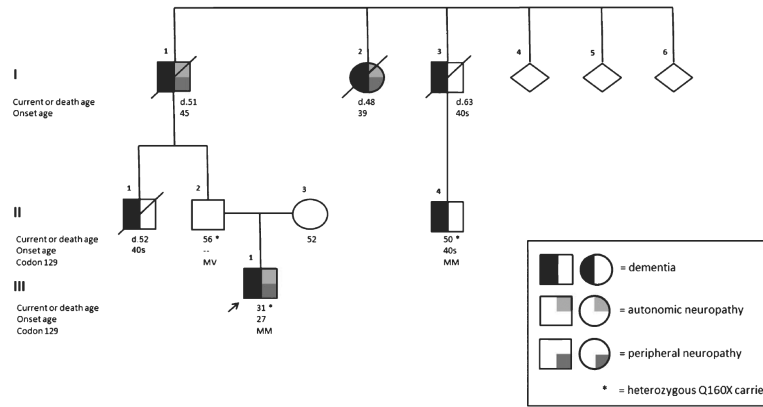 1 2 3 4 5 6
I
Current or death age d.51 d.48 d.63
Onset age 45 39 40s
1 2 3 4
II
Current or death age d.52 56 * 52 50 *
Onset age 40s -- 40s
Codon 129 MV MM
1
III
Current or death age 31 *
Onset age 27
Codon 129 MM
= dementia
= autonomic neuropathy
= peripheral neuropathy
* = heterozygous Q160X carrie